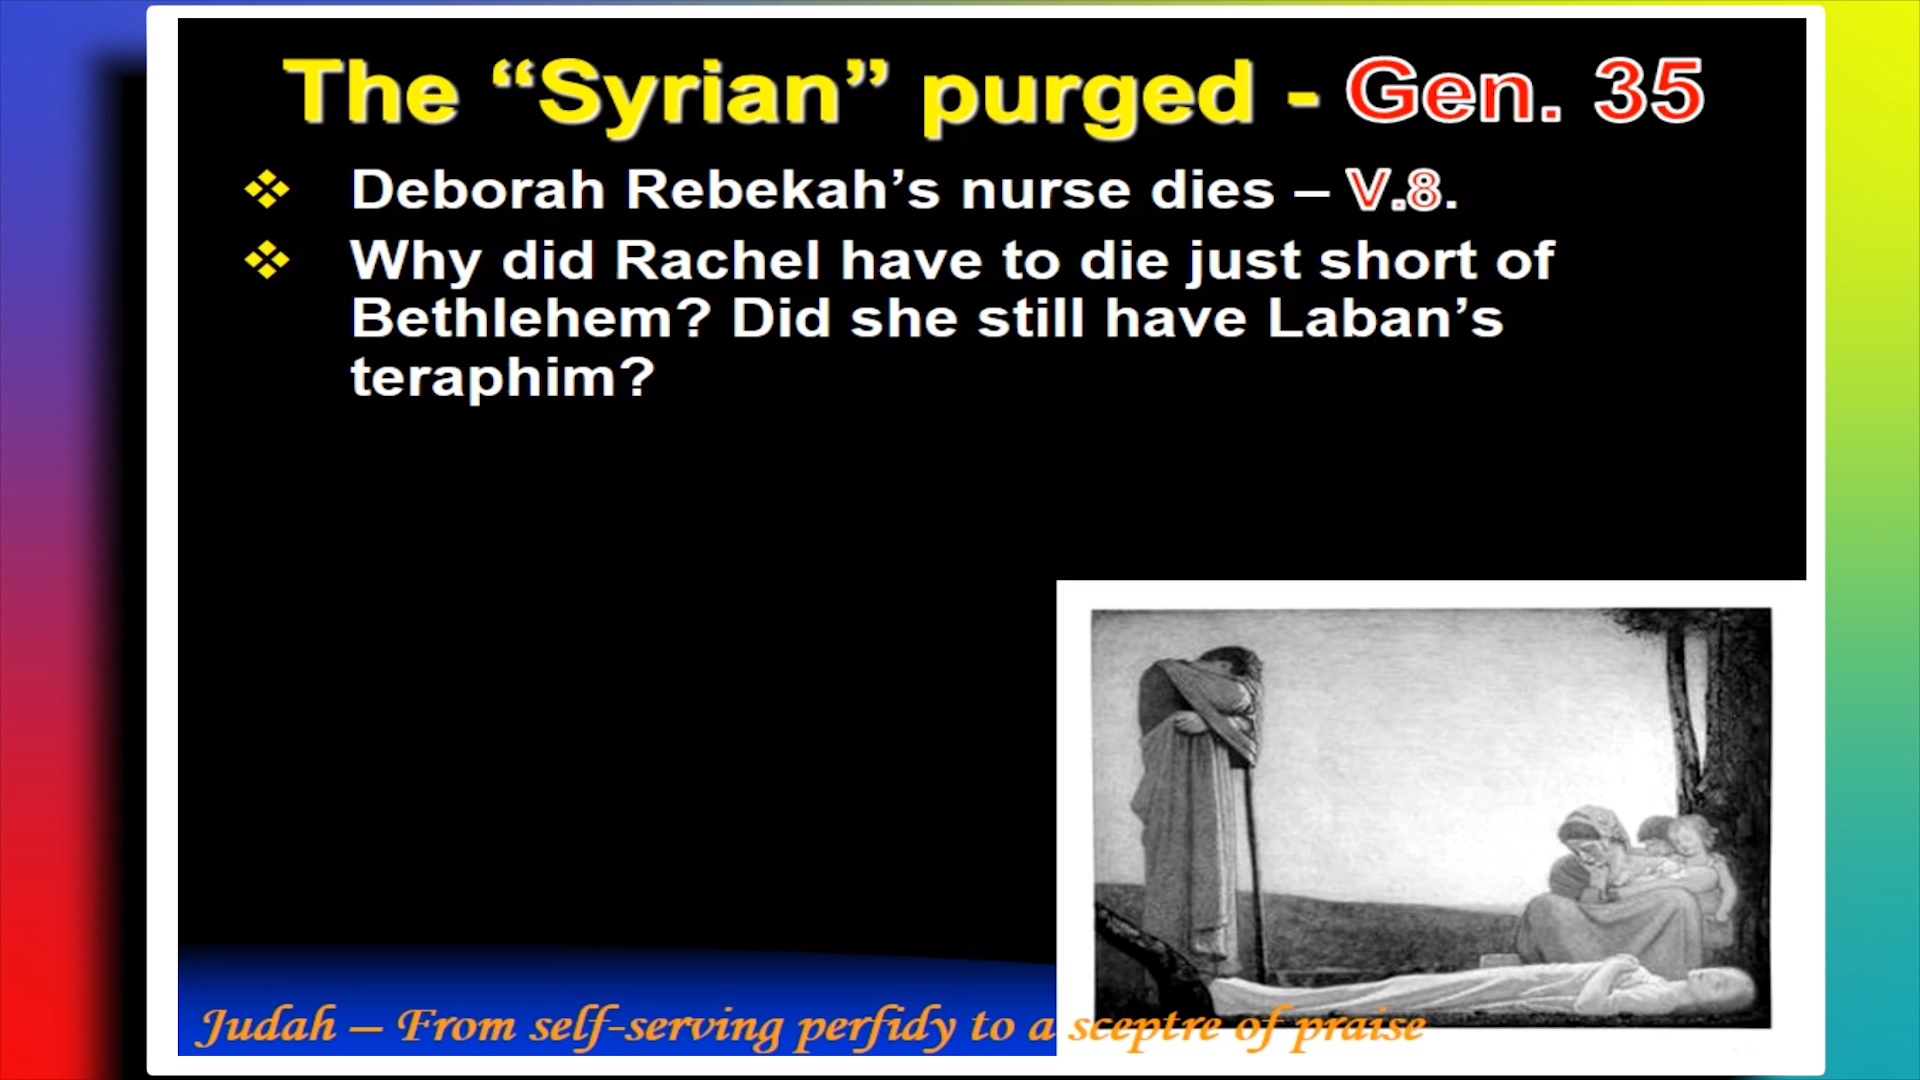 The “Syrian” purged - Gen. 35
Deborah Rebekah’s nurse dies – V.8.
Why did Rachel have to die just short of
Bethlehem? Did she still have Laban’s
teraphim?
Judah – From self-serving perfidy to a sceptre of praise